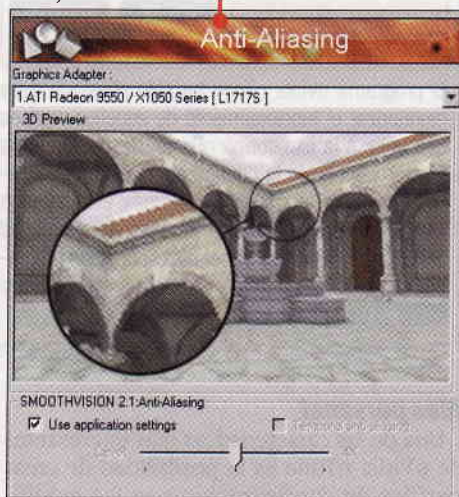 Anti-Aliasing
Graphics Adapter :
1.ATI Radeon 9550 / X1050 Series [ L1717S ]
3D Preview
SMOOTHVISION 2.1:Anti-Aliasing
Use application settings